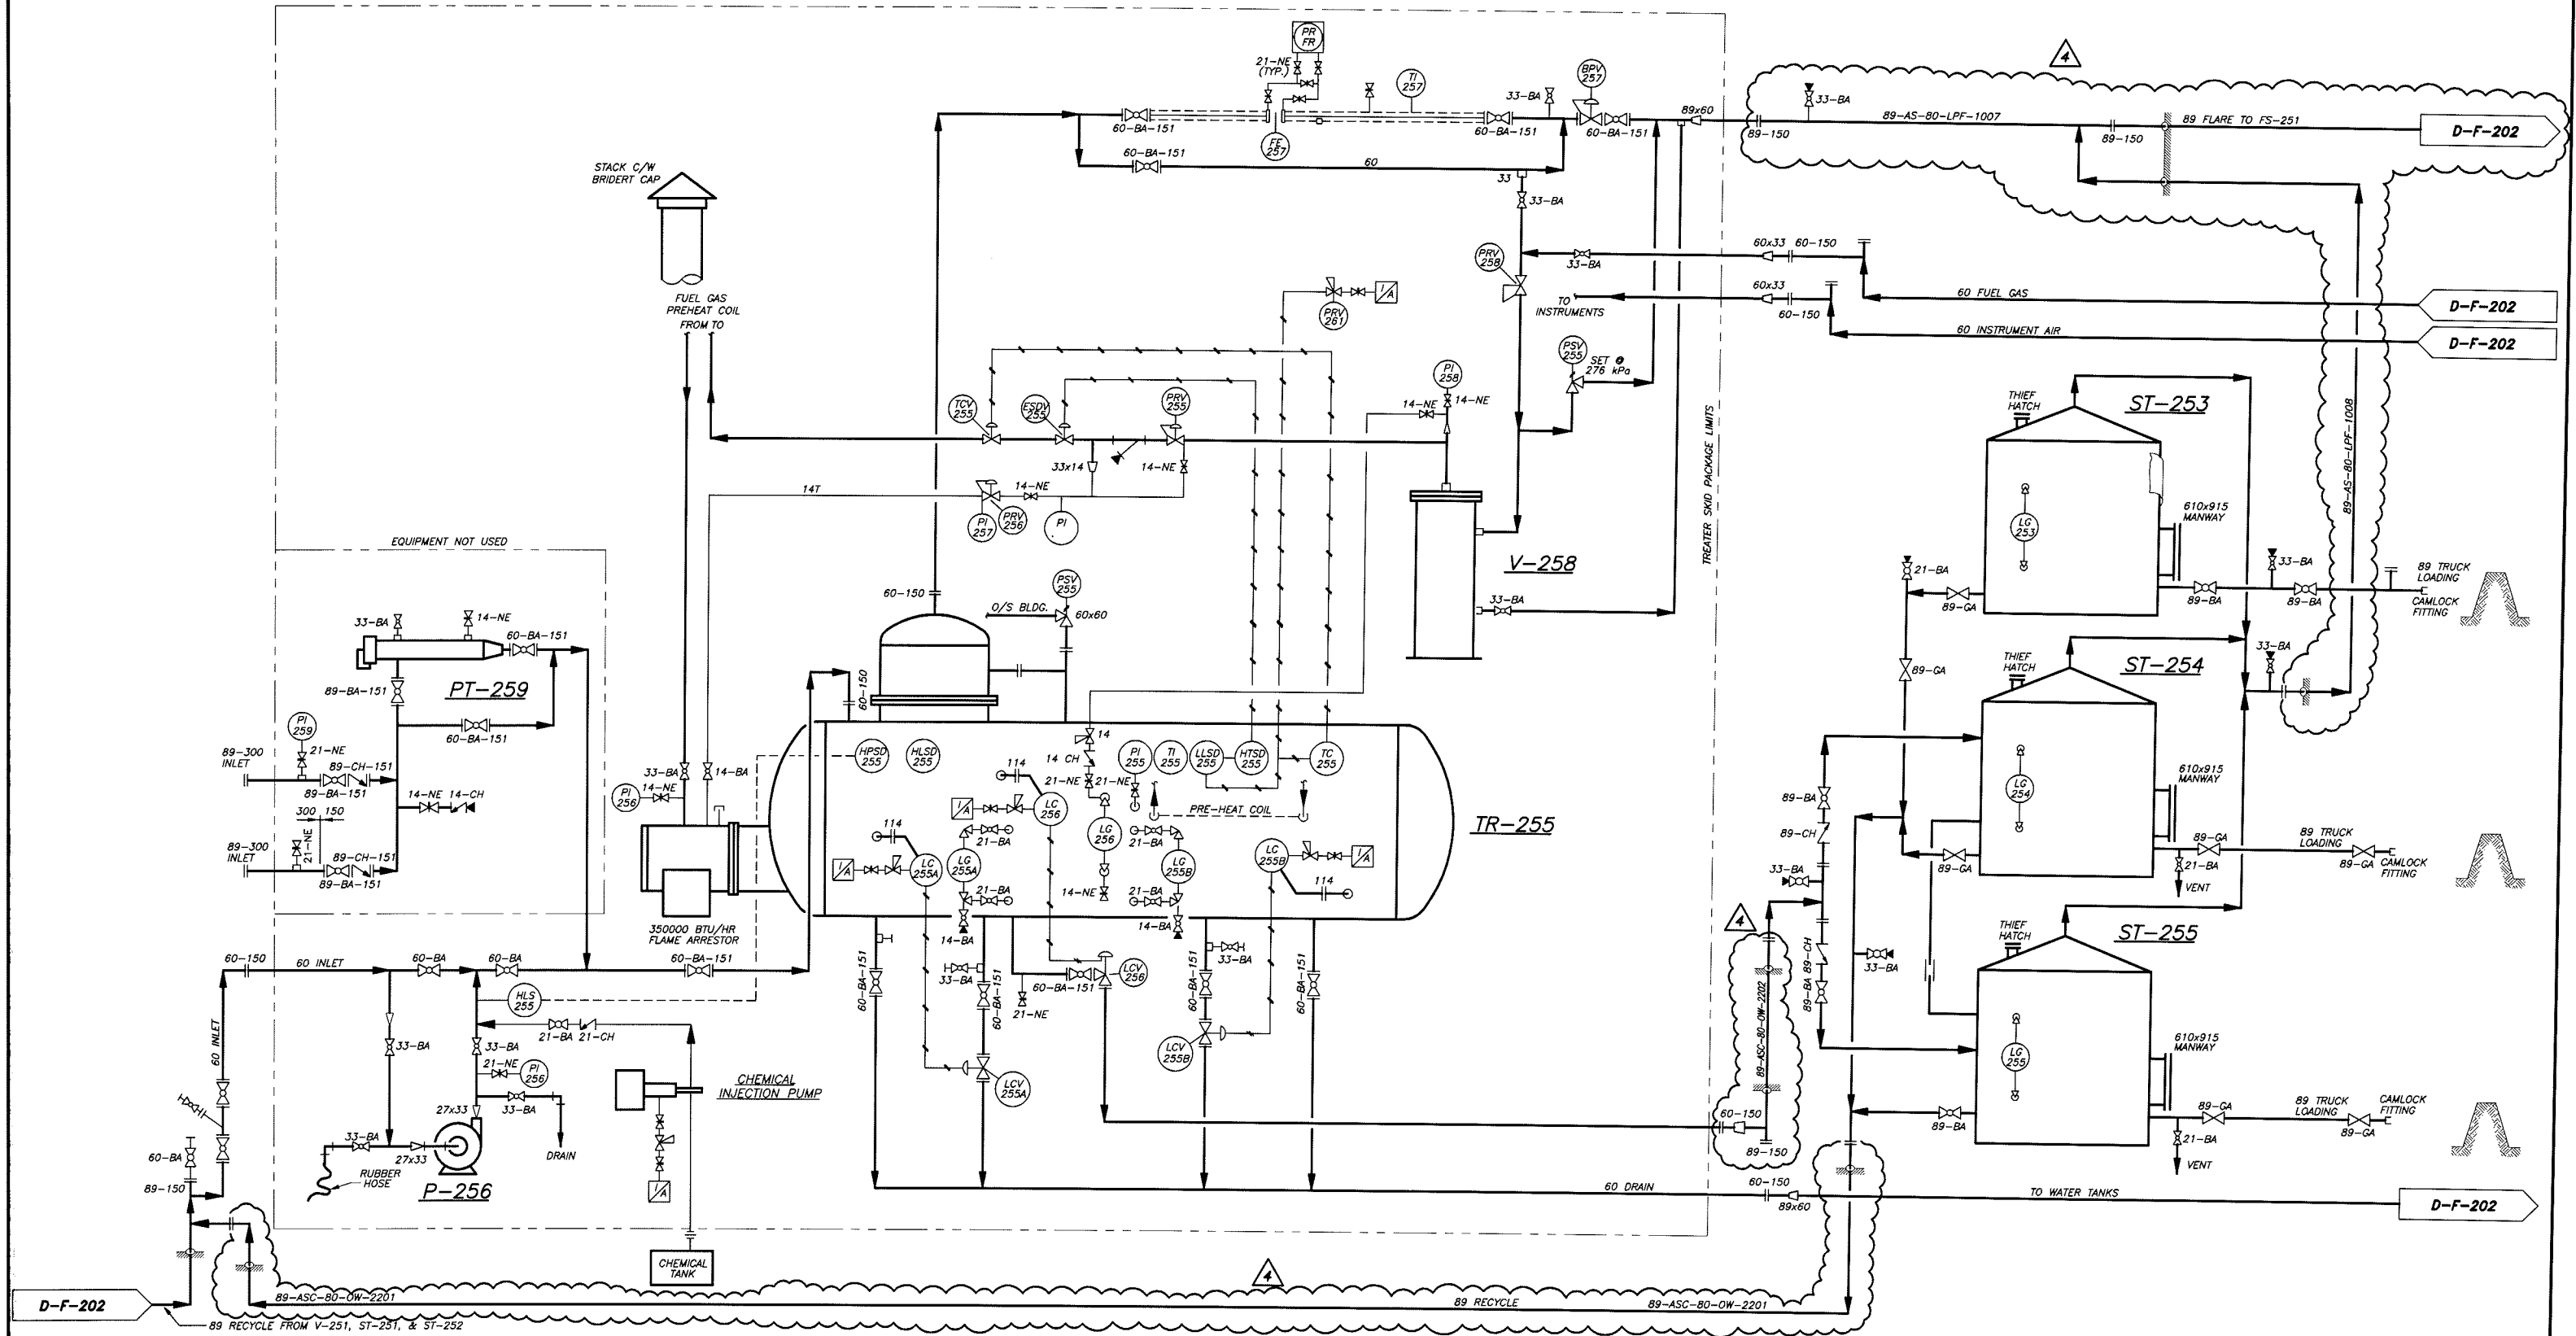 PR
FR
21-NE
(TYP.)
TI
257
BPV
257
33-BA
60-BA-151
FE
257
60-BA-151
60-BA-151
89x60
60-BA-151
60
33
33-BA
4
33-BA
89-150
89-AS-80-LPF-1007
89-150
89 FLARE TO FS-251
D-F-202
STACK C/W
BRIDERT CAP
FUEL GAS
PREHEAT COIL
FROM TO
PRV
258
33-BA
60x33 60-150
60 FUEL GAS
D-F-202
TO
INSTRUMENTS
60x33
60-150
60 INSTRUMENT AIR
D-F-202
I/A
PRV
261
PSV
255
SET @
276 kPa
PI
258
14-NE
14-NE
TCV
255
ESDV
255
PRV
255
33x14
14-NE
14T
14-NE
PI
257
PRV
256
PI
V-258
33-BA
TREATER SKID PACKAGE LIMITS
THIEF
HATCH
ST-253
LG
253
610x915
MANWAY
21-BA
89-GA
33-BA
89-BA
89-BA
89 TRUCK
LOADING
CAMLOCK
FITTING
89-AS-80-LPF-1008
EQUIPMENT NOT USED
33-BA
14-NE
60-BA-151
PT-259
89-BA-151
60-BA-151
PI
259
21-NE
89-300
INLET
89-CH-151
89-BA-151
14-NE 14-CH
300 150
21-NE
89-300
INLET
89-CH-151
89-BA-151
60-150
O/S BLDG.
PSV
255
60x60
60-150
33-BA
14-BA
PI
256
14-NE
350000 BTU/HR
FLAME ARRESTOR
HPSD
255
HLSD
255
14
14 CH
21-NE
21-NE
PI
255
TI
255
LLSD
255
HTSD
255
TC
255
PRE-HEAT COIL
114
I/A
LC
256
114
I/A
LC
255A
LG
255A
21-BA
21-BA
14-BA
LG
256
14-NE
21-BA
LG
255B
21-BA
14-BA
LC
255B
I/A
114
TR-255
THIEF
HATCH
ST-254
33-BA
89-GA
LG
254
610x915
MANWAY
89-BA
89-CH
33-BA
89-GA
89-GA
89 TRUCK
LOADING
21-BA
VENT
89-GA
CAMLOCK
FITTING
THIEF
HATCH
ST-255
89-BA 89-CH
33-BA
LG
255
610x915
MANWAY
89-BA
89-GA
89 TRUCK
LOADING
CAMLOCK
FITTING
89-GA
21-BA
VENT
60-150
60 INLET
60-BA
60-BA
60-BA-151
HLS
255
60 INLET
33-BA
33-BA
21-BA 21-CH
21-NE
PI
256
27x33
33-BA
DRAIN
33-BA
27x33
RUBBER
HOSE
P-256
60-BA
89-150
CHEMICAL
INJECTION PUMP
I/A
CHEMICAL
TANK
60-BA-151
33-BA
60-BA-151
21-NE
60-BA-151
LCV
256
LCV
255A
60-BA-151
33-BA
LCV
255B
60-BA-151
4
89-ASC-80-OW-2202
60-150
89-150
60 DRAIN
60-150
89x60
TO WATER TANKS
D-F-202
4
D-F-202
89-ASC-80-OW-2201
89 RECYCLE
89-ASC-80-OW-2201
89 RECYCLE FROM V-251, ST-251, & ST-252